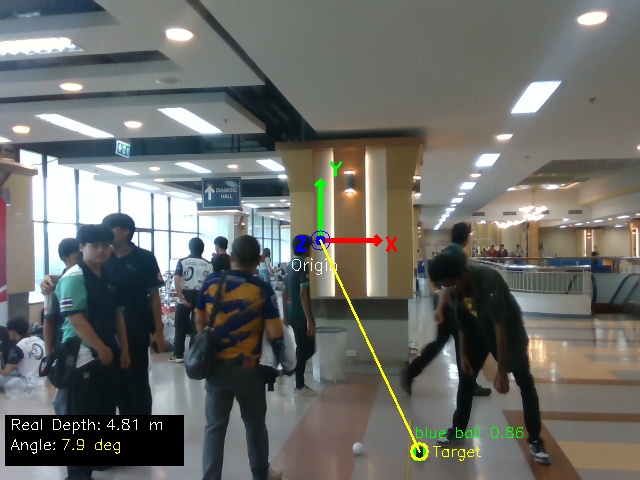 DIAMOND
HALL
Y
Z
X
Origin
blue ball 0.86
Target
Real Depth: 4.81 m
Angle: 7.9 deg